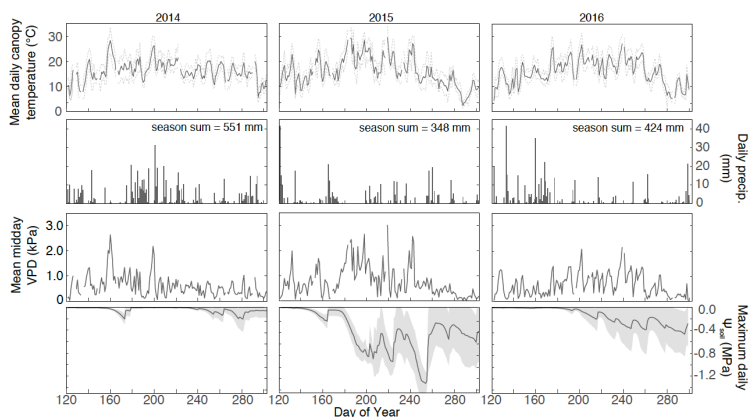 2014 2015 2016
Mean daily canopy
temperature (°C)
30
20
10
0
season sum = 551 mm season sum = 348 mm season sum = 424 mm
40
30
20
10
0
Daily precip.
(mm)
Mean midday
VPD (kPa)
3.0
2.0
1.0
0
0.0
-0.4
-0.8
-1.2
Maximum daily
Ψsoil (MPa)
120 160 200 240 280 120 160 200 240 280 120 160 200 240 280
Day of Year